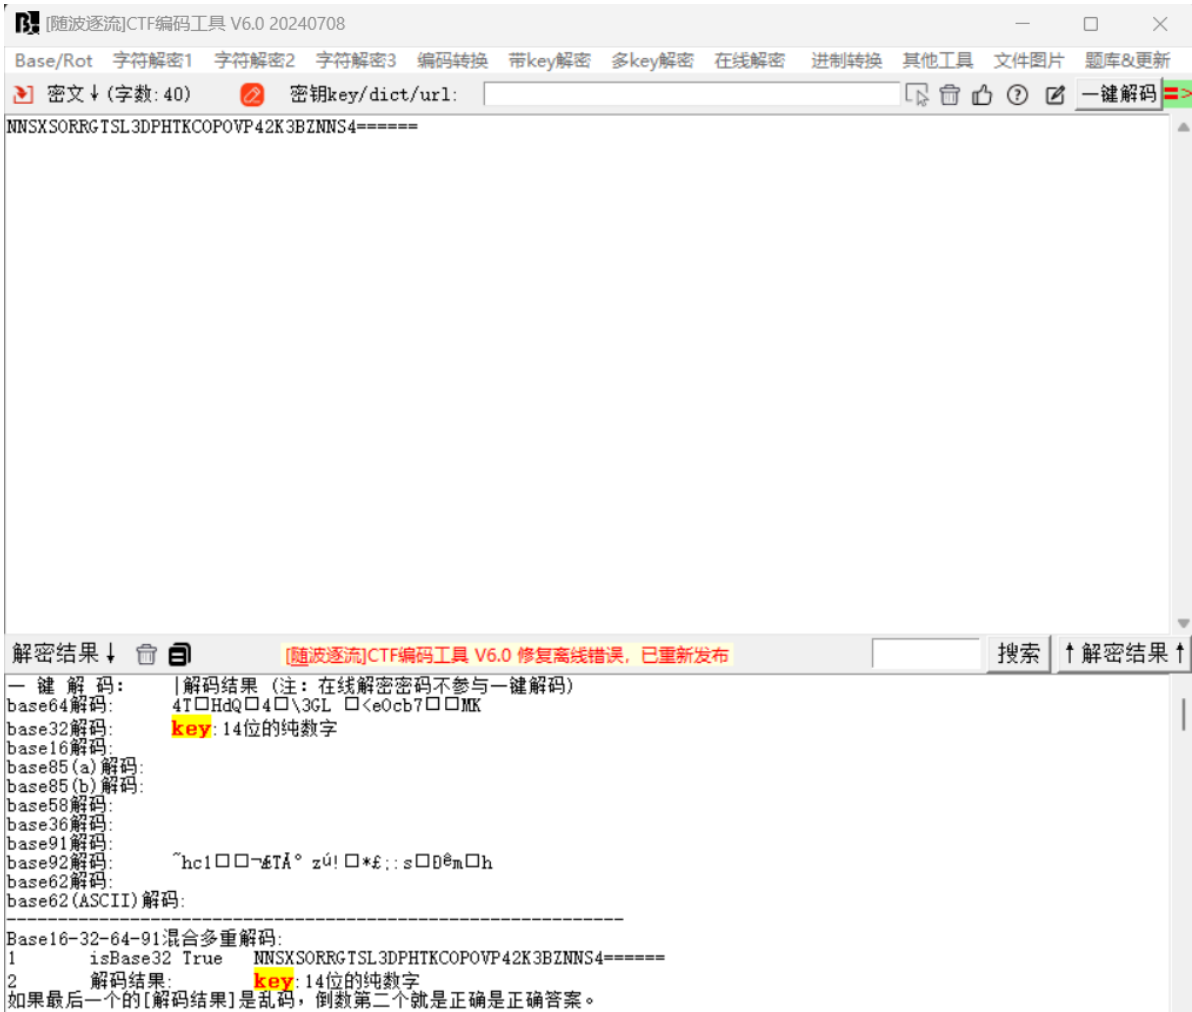 [随波逐流]CTF编码工具 V6.0 20240708
Base/Rot 字符解密1 字符解密2 字符解密3 编码转换 带key解密 多key解密 在线解密 进制转换 其他工具 文件图片 题库&更新
密文↓(字数:40) 密钥key/dict/url: 一键解码 =>
NNSXSORRGTSL3DPHTKCOPOVP42K3BZNNS4======
解密结果↓ [随波逐流]CTF编码工具 V6.0 修复离线错误，已重新发布 搜索 ↑解密结果↑
一 键 解 码: |解码结果 (注: 在线解密密码不参与一键解码)
base64解码: 4T□HdQ□4□\3GL □<eOcb7□□MK
base32解码: key:14位的纯数字
base16解码:
base85(a)解码:
base85(b)解码:
base58解码:
base36解码:
base91解码:
base92解码: ˜hc1□□¬£TÅ° zú!□*£;:s□Dêm□h
base62解码:
base62(ASCII)解码:
----------------------------------------------------------------
Base16-32-64-91混合多重解码:
1 isBase32 True NNSXSORRGTSL3DPHTKCOPOVP42K3BZNNS4======
2 解码结果: key:14位的纯数字
如果最后一个的[解码结果]是乱码，倒数第二个就是正确是正确答案。